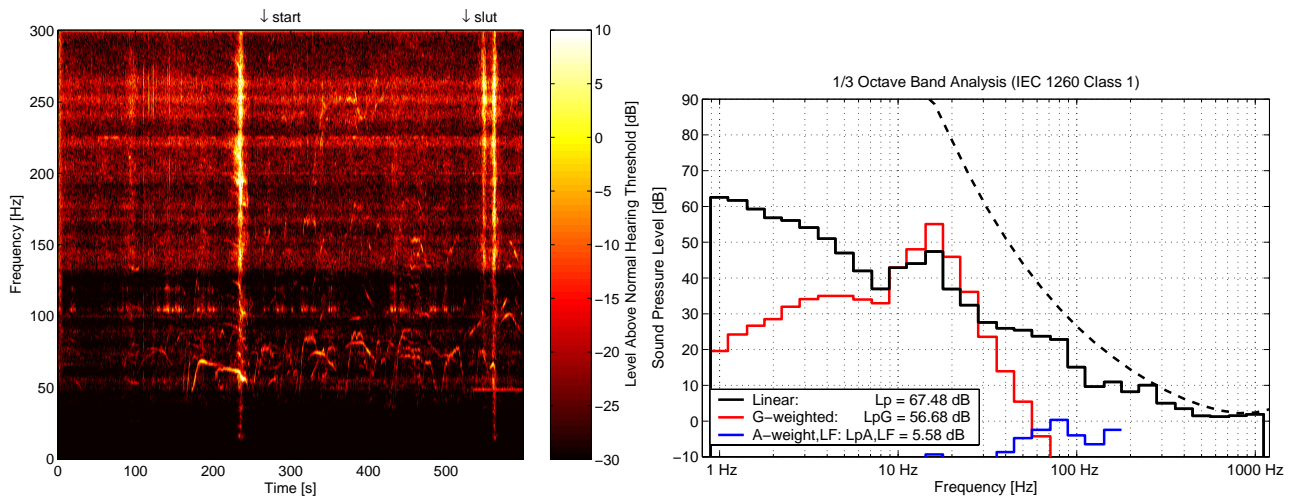 ↓ start
↓ slut
300
250
200
150
100
50
0
Frequency [Hz]
0
100
200
300
400
500
Time [s]
10
5
0
−5
−10
−15
−20
−25
−30
Level Above Normal Hearing Threshold [dB]
1/3 Octave Band Analysis (IEC 1260 Class 1)
90
80
70
60
50
40
30
20
10
0
−10
Sound Pressure Level [dB]
Linear: Lp = 67.48 dB
G−weighted: LpG = 56.68 dB
A−weight,LF: LpA,LF = 5.58 dB
1 Hz
10 Hz
100 Hz
1000 Hz
Frequency [Hz]